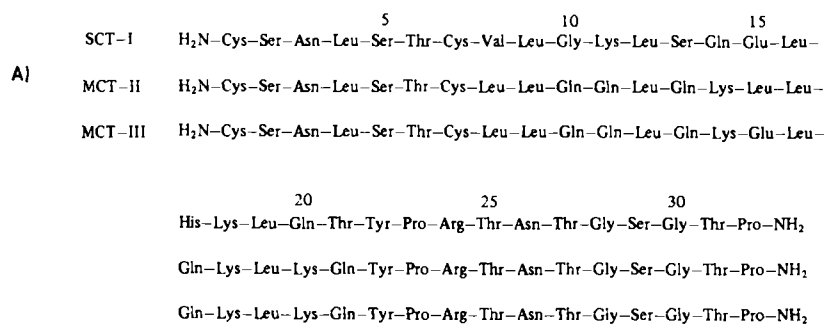 5 10 15
SCT-I H₂N-Cys-Ser-Asn-Leu-Ser-Thr-Cys-Val-Leu-Gly-Lys-Leu-Ser-Gln-Glu-Leu-
A)
MCT-II H₂N-Cys-Ser-Asn-Leu-Ser-Thr-Cys-Leu-Leu-Gln-Gln-Leu-Gln-Lys-Leu-Leu-
MCT-III H₂N-Cys-Ser-Asn-Leu-Ser-Thr-Cys-Leu-Leu-Gln-Gln-Leu-Gln-Lys-Glu-Leu-
20 25 30
His-Lys-Leu-Gln-Thr-Tyr-Pro-Arg-Thr-Asn-Thr-Gly-Ser-Gly-Thr-Pro-NH₂
Gln-Lys-Leu-Lys-Gln-Tyr-Pro-Arg-Thr-Asn-Thr-Gly-Ser-Gly-Thr-Pro-NH₂
Gln-Lys-Leu-Lys-Gln-Tyr-Pro-Arg-Thr-Asn-Thr-Gly-Ser-Gly-Thr-Pro-NH₂